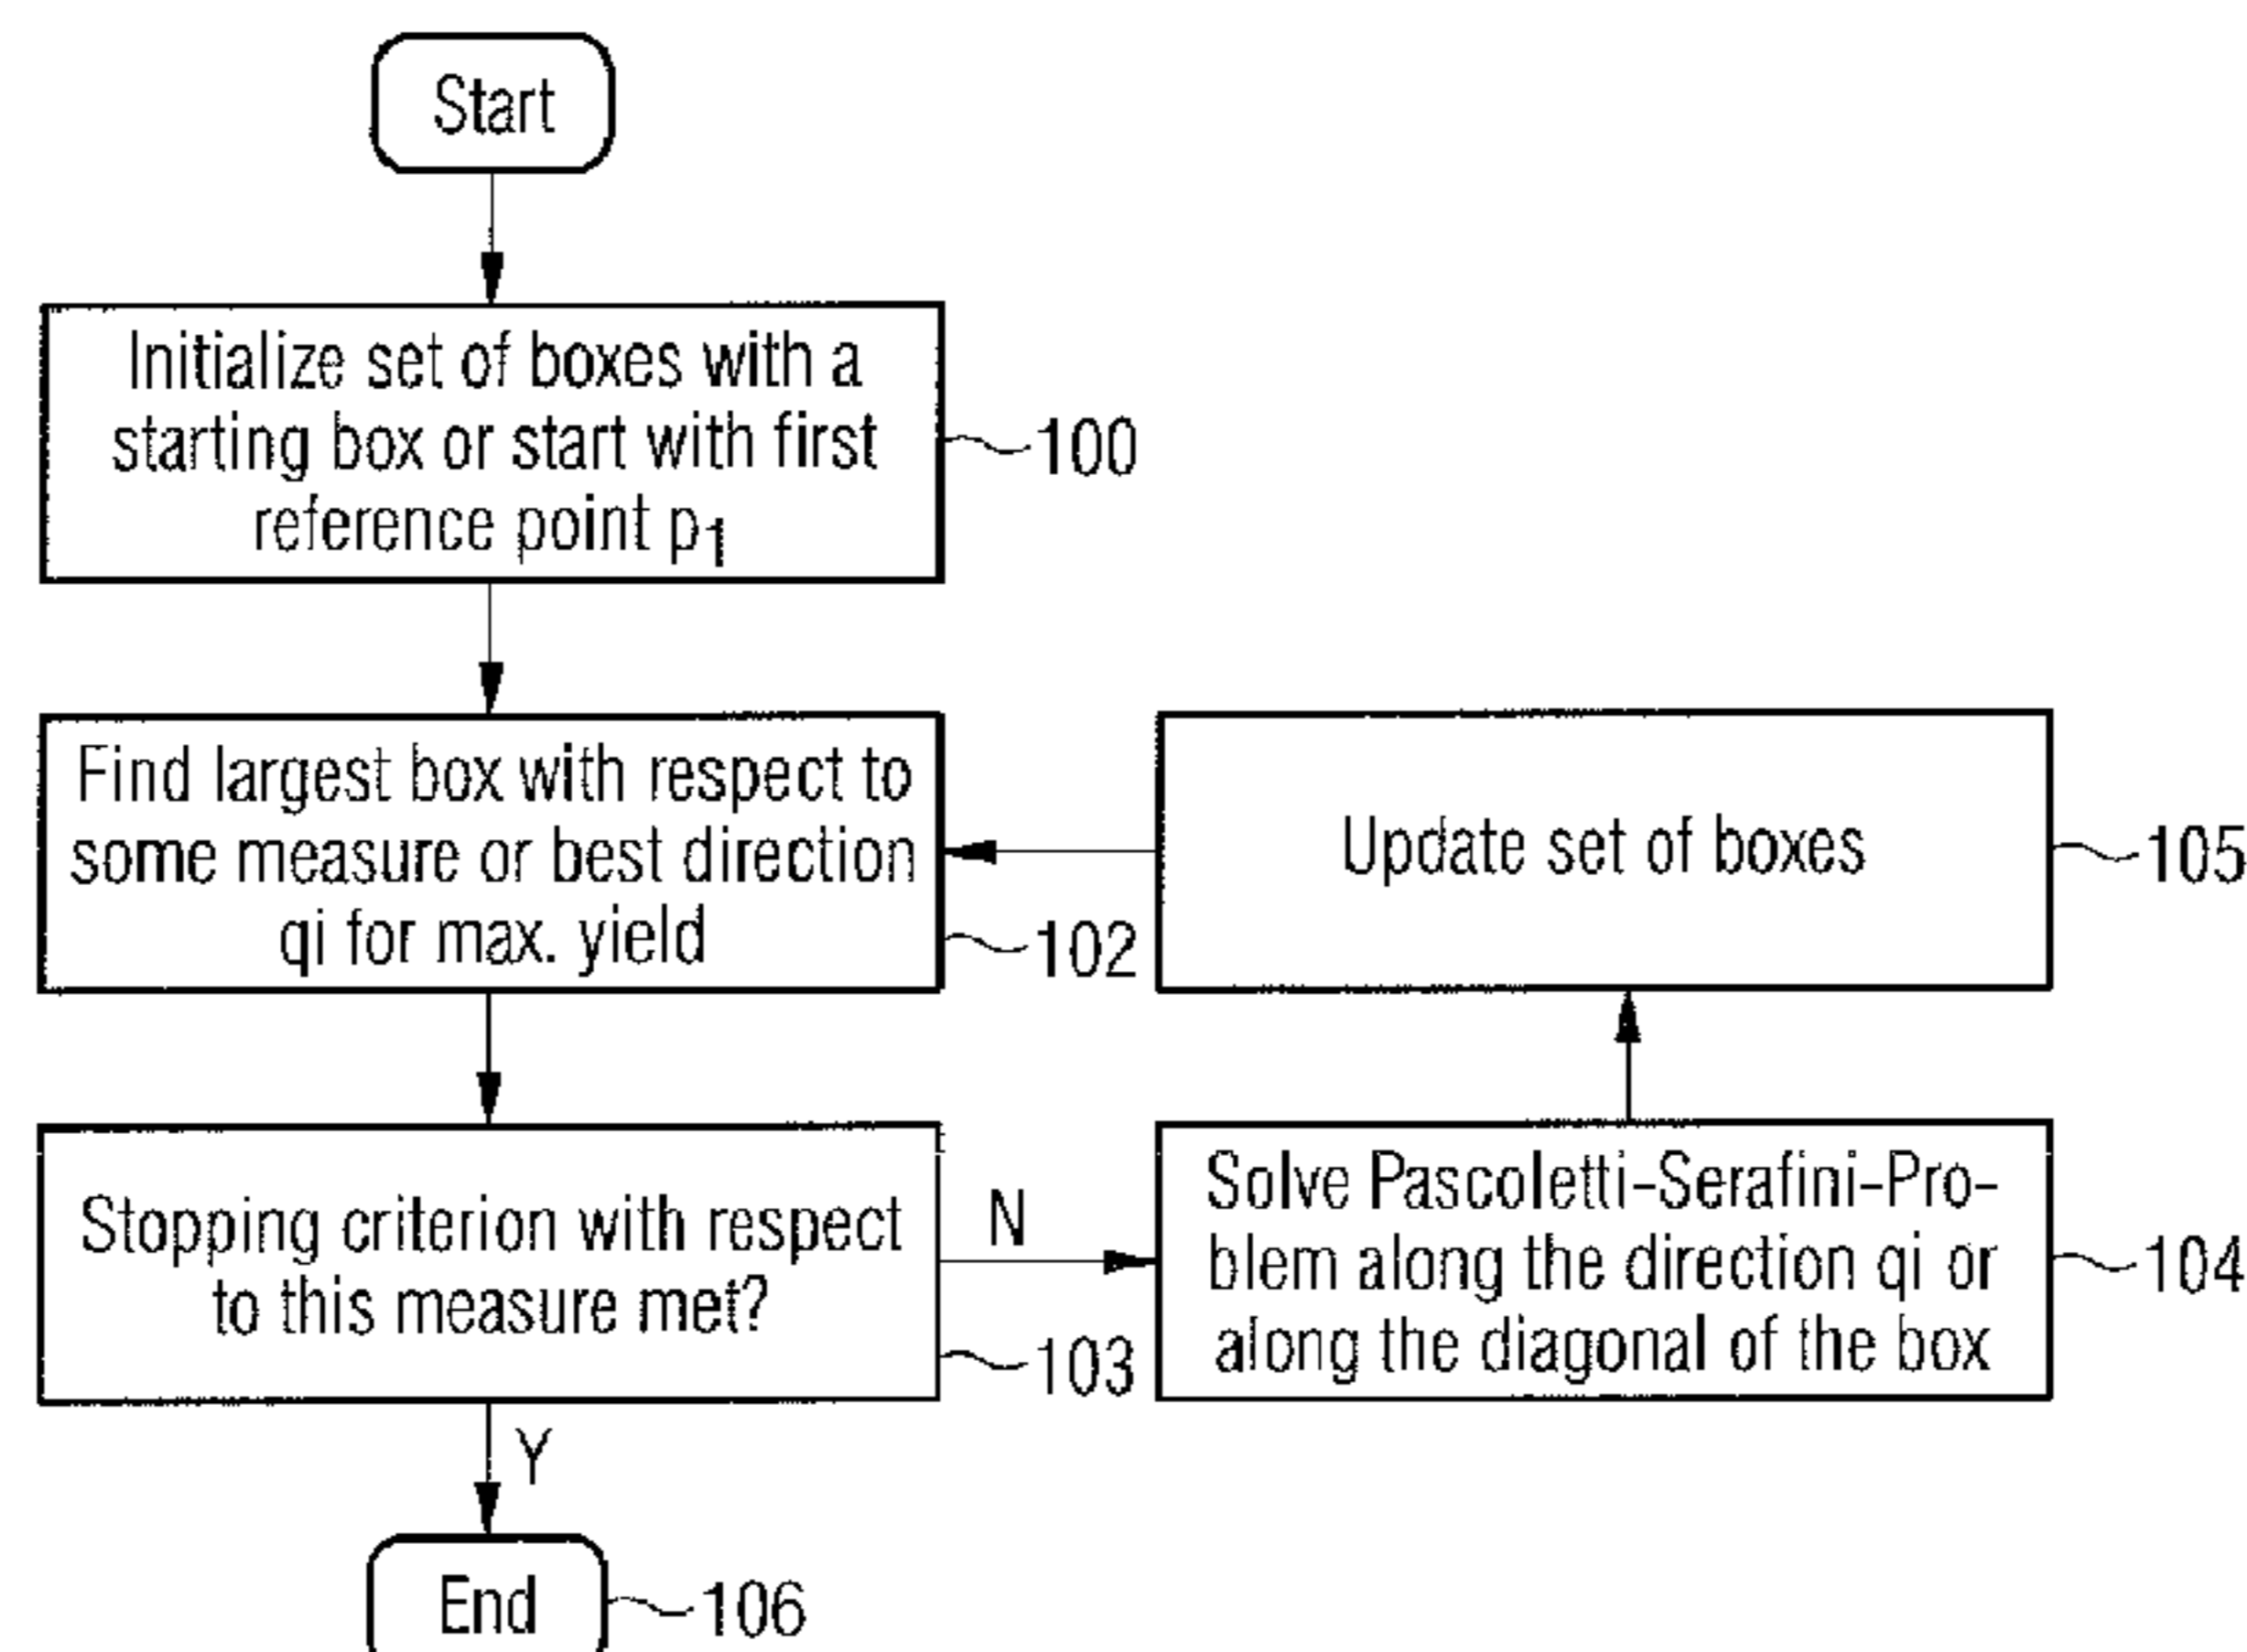 Start
Initialize set of boxes with a
starting box or start with first
reference point p1
100
Find largest box with respect to
some measure or best direction
qi for max. yield
102
Update set of boxes
105
Stopping criterion with respect
to this measure met?
103
N
Solve Pascoletti-Serafini-Pro-
blem along the direction qi or
along the diagonal of the box
104
Y
End
106